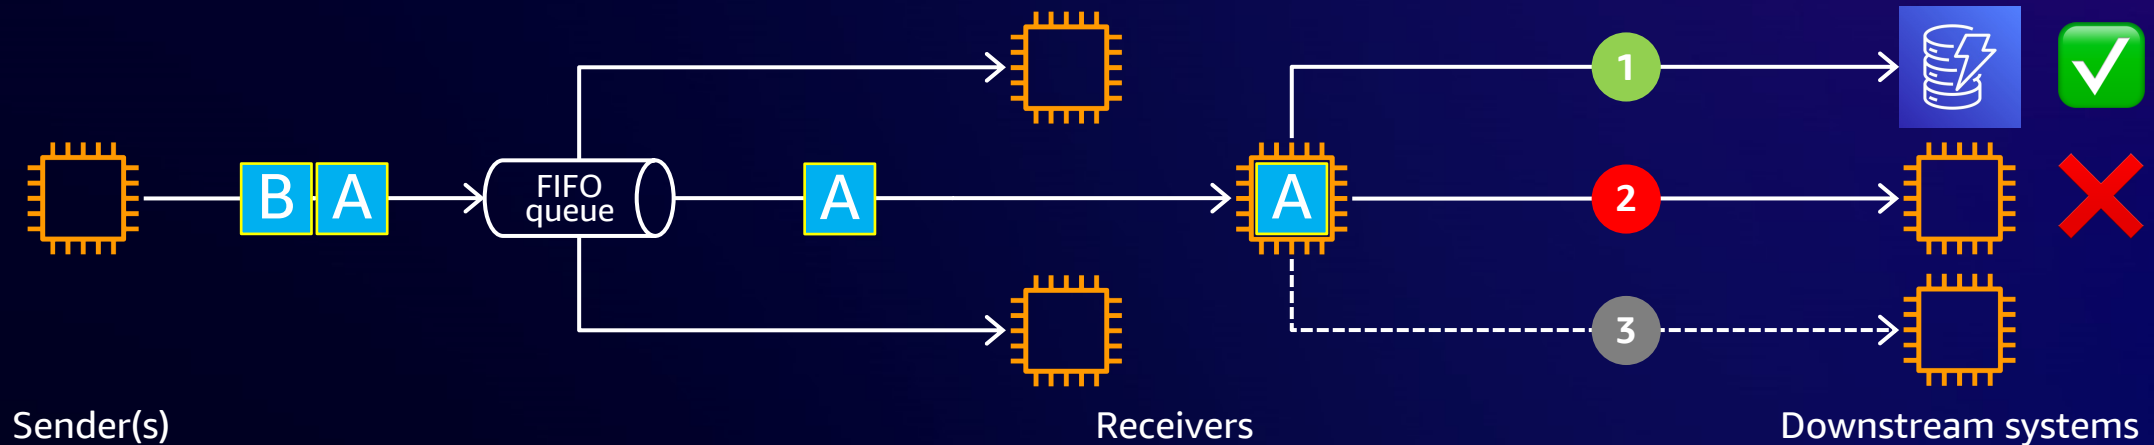 1
B
A
FIFO
queue
A
A
2
3
Sender(s)
Receivers
Downstream systems